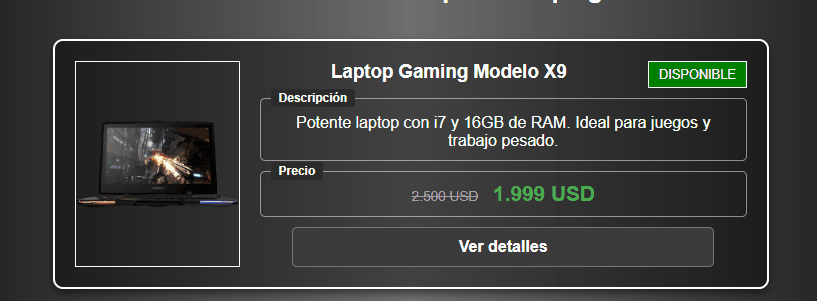 Laptop Gaming Modelo X9
DISPONIBLE
Descripción
Potente laptop con i7 y 16GB de RAM. Ideal para juegos y
trabajo pesado.
Precio
2.500 USD 1.999 USD
Ver detalles